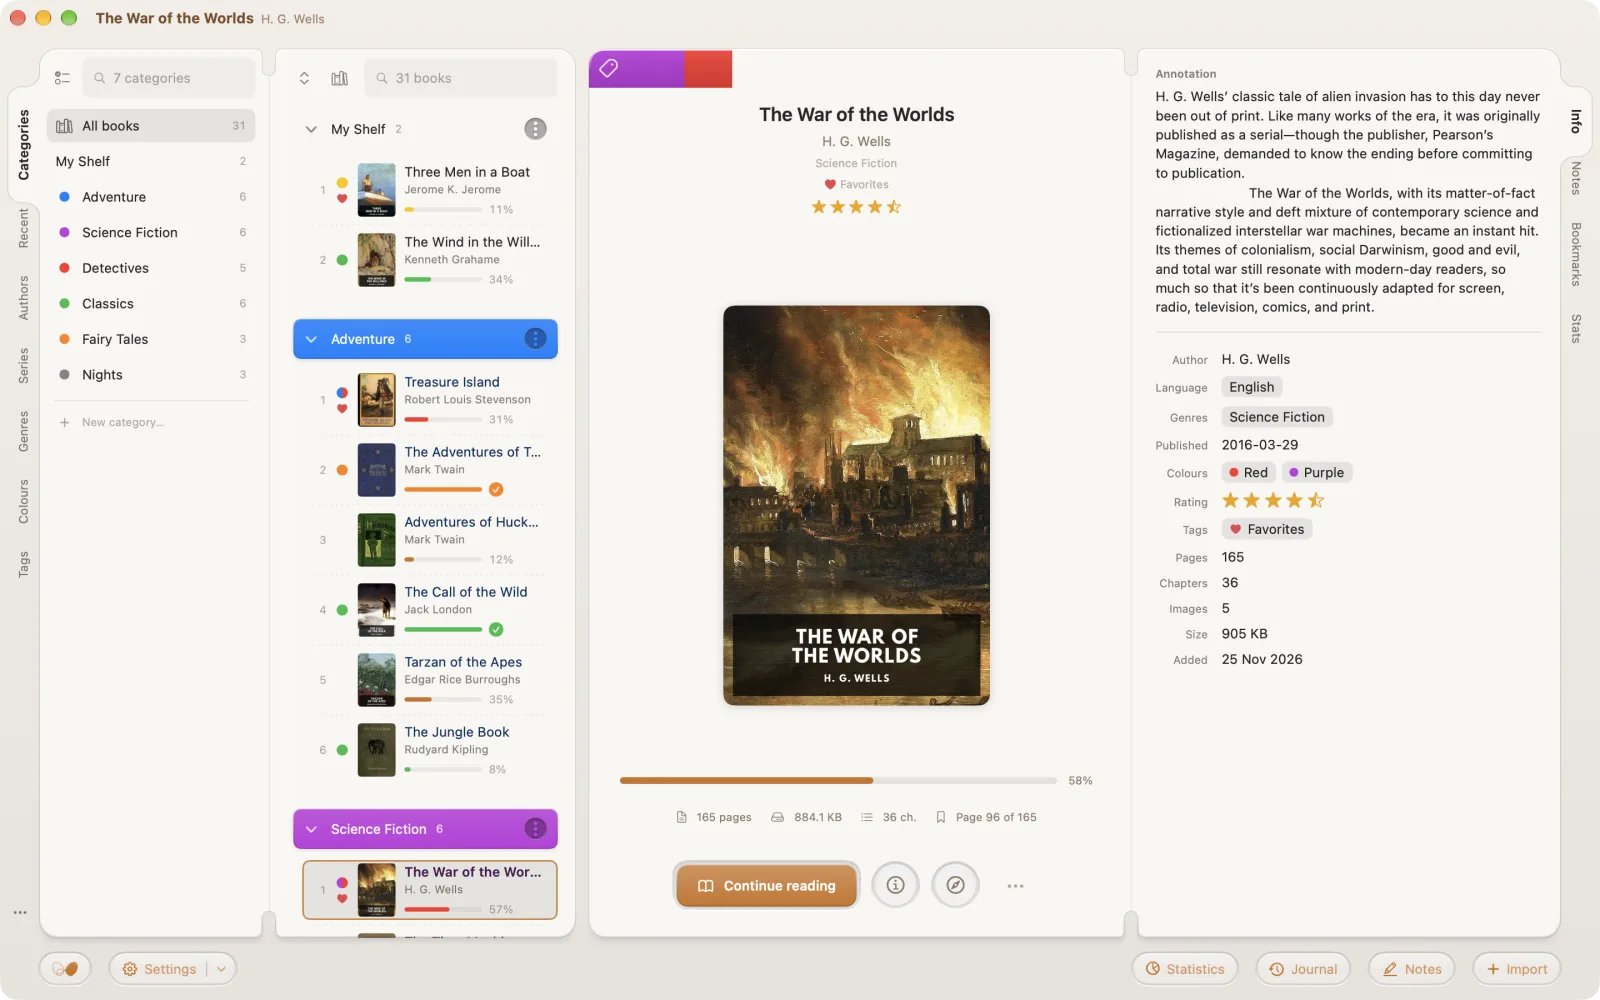 The War of the Worlds H. G. Wells
Categories
Recent
Authors
Series
Genres
Colours
Tags
7 categories
All books 31
My Shelf 2
Adventure 6
Science Fiction 6
Detectives 5
Classics 6
Fairy Tales 3
Nights 3
+ New category...
31 books
My Shelf 2
1 Three Men in a Boat
Jerome K. Jerome
11%
2 The Wind in the Will...
Kenneth Grahame
34%
Adventure 6
1 Treasure Island
Robert Louis Stevenson
31%
2 The Adventures of T...
Mark Twain
3 Adventures of Huck...
Mark Twain
12%
4 The Call of the Wild
Jack London
5 Tarzan of the Apes
Edgar Rice Burroughs
35%
6 The Jungle Book
Rudyard Kipling
8%
Science Fiction 6
1 The War of the Wor...
H. G. Wells
57%
The War of the Worlds
H. G. Wells
Science Fiction
Favorites
THE WAR OF
THE WORLDS
H. G. WELLS
58%
165 pages 884.1 KB 36 ch. Page 96 of 165
Continue reading
Annotation
H. G. Wells’ classic tale of alien invasion has to this day never
been out of print. Like many works of the era, it was originally
published as a serial—though the publisher, Pearson’s
Magazine, demanded to know the ending before committing
to publication.
The War of the Worlds, with its matter-of-fact
narrative style and deft mixture of contemporary science and
fictionalized interstellar war machines, became an instant hit.
Its themes of colonialism, social Darwinism, good and evil,
and total war still resonate with modern-day readers, so
much so that it’s been continuously adapted for screen,
radio, television, comics, and print.
Author H. G. Wells
Language English
Genres Science Fiction
Published 2016-03-29
Colours Red Purple
Rating
Tags Favorites
Pages 165
Chapters 36
Images 5
Size 905 KB
Added 25 Nov 2026
Info
Notes
Bookmarks
Stats
Settings
Statistics
Journal
Notes
+ Import